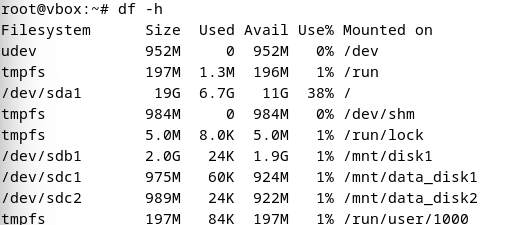 root@vbox:~# df -h
Filesystem      Size  Used Avail Use% Mounted on
udev            952M     0  952M   0% /dev
tmpfs           197M  1.3M  196M   1% /run
/dev/sda1        19G  6.7G   11G  38% /
tmpfs           984M     0  984M   0% /dev/shm
tmpfs           5.0M  8.0K  5.0M   1% /run/lock
/dev/sdb1       2.0G   24K  1.9G   1% /mnt/disk1
/dev/sdc1       975M   60K  924M   1% /mnt/data_disk1
/dev/sdc2       989M   24K  922M   1% /mnt/data_disk2
tmpfs           197M   84K  197M   1% /run/user/1000